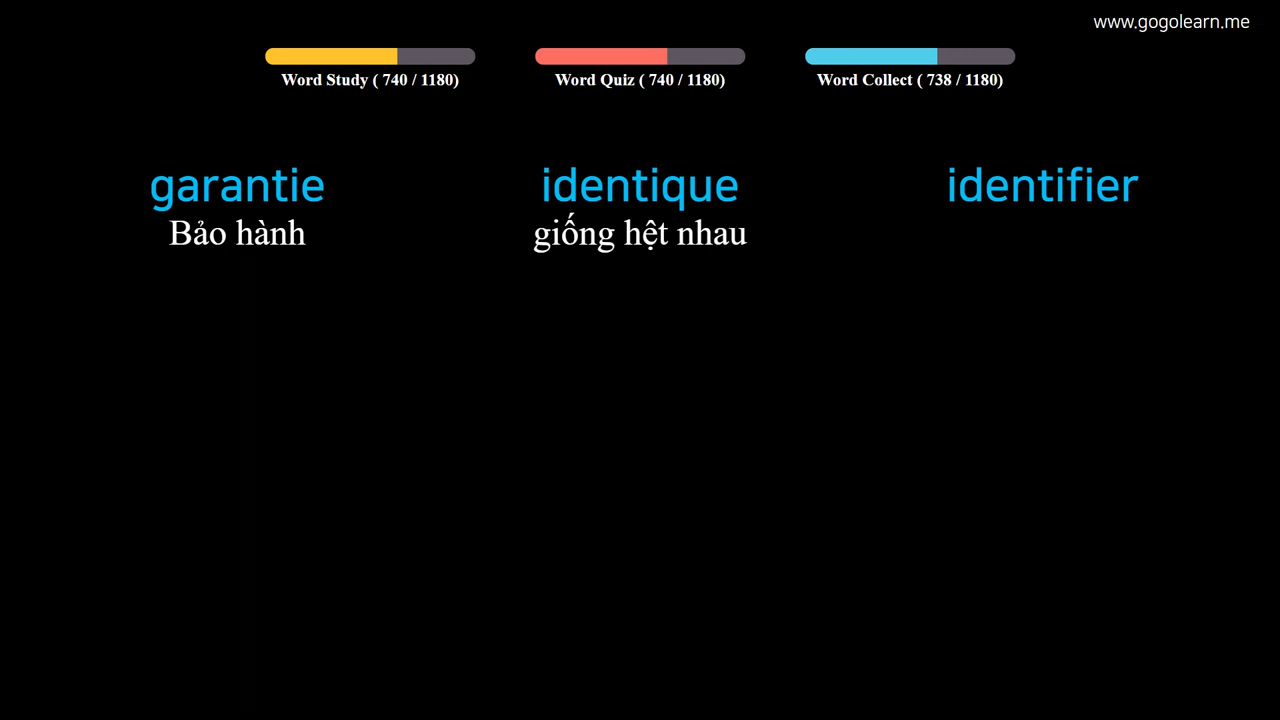 www.gogolearn.me
Word Study ( 740 / 1180)
Word Quiz ( 740 / 1180)
Word Collect ( 738 / 1180)
garantie
Bảo hành
identique
giống hệt nhau
identifier